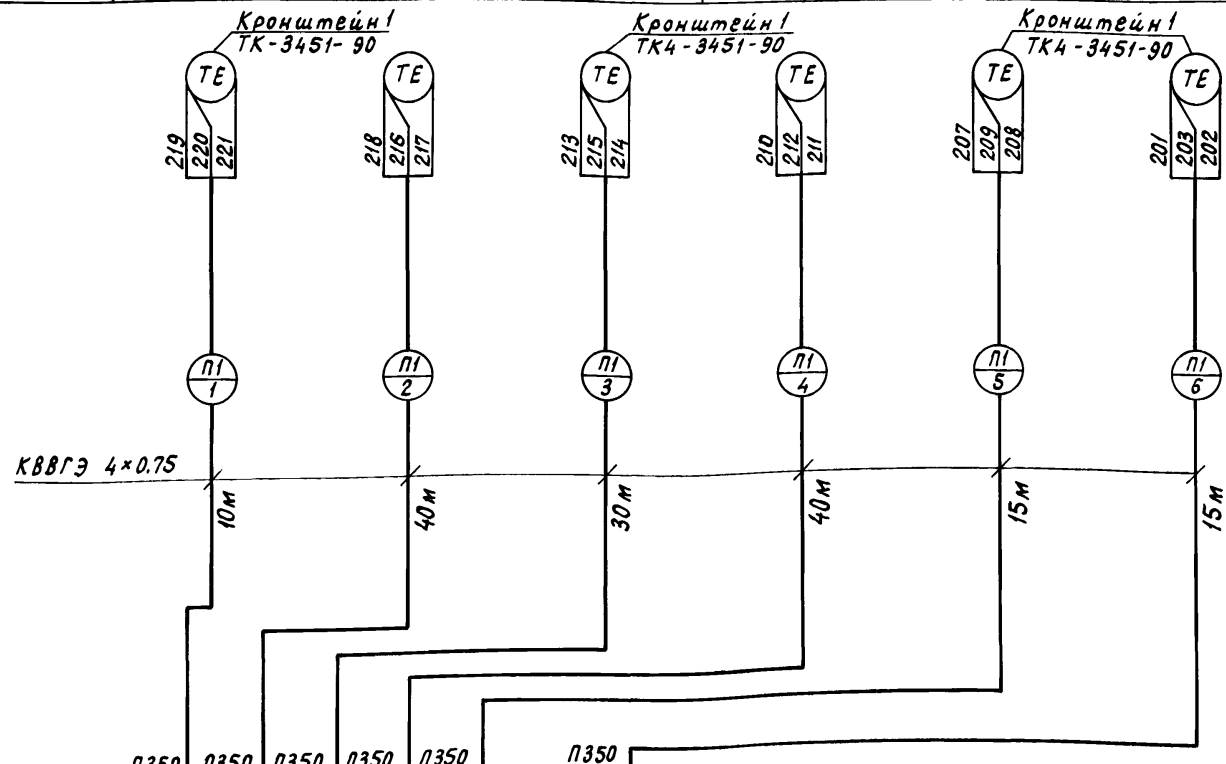 Кронштейн 1
ТК-3451-90
Кронштейн 1
ТК4-3451-90
Кронштейн 1
ТК4-3451-90
ТЕ
ТЕ
ТЕ
ТЕ
ТЕ
ТЕ
219
220
221
218
216
217
213
215
214
210
212
211
207
209
208
201
203
202
П1
1
П1
2
П1
3
П1
4
П1
5
П1
6
КВВГЭ 4×0.75
10м
40м
30м
40м
15м
15м
П350 П350 П350 П350 П350 П350